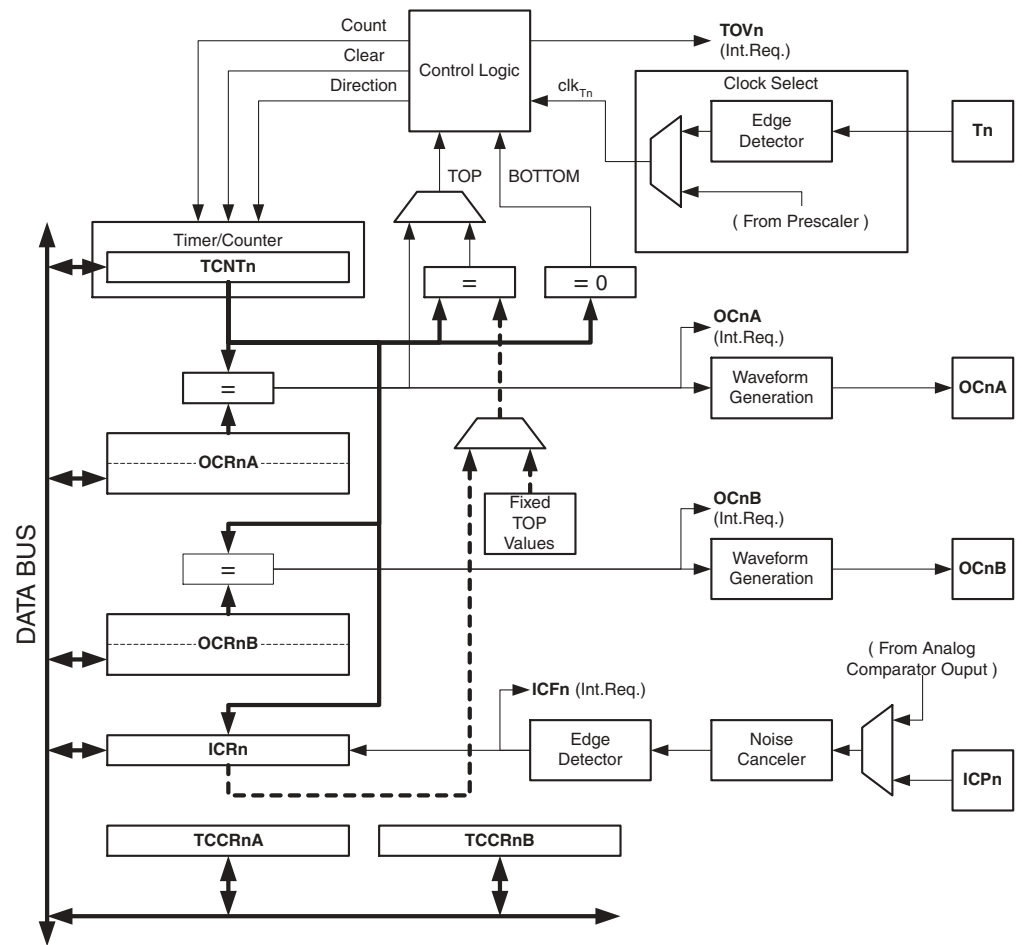 Count
Clear
Direction
Control Logic
TOVn
(Int.Req.)
clkTn
Clock Select
Edge
Detector
Tn
( From Prescaler )
TOP
BOTTOM
Timer/Counter
TCNTn
=
= 0
OCnA
(Int.Req.)
=
Waveform
Generation
OCnA
OCRnA
Fixed
TOP
Values
OCnB
(Int.Req.)
=
Waveform
Generation
OCnB
OCRnB
DATA BUS
( From Analog
Comparator Ouput )
ICFn (Int.Req.)
ICRn
Edge
Detector
Noise
Canceler
ICPn
TCCRnA
TCCRnB